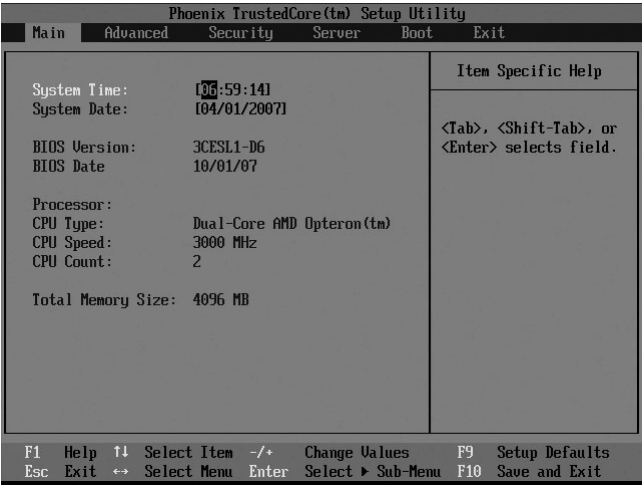 Phoenix TrustedCore(tm) Setup Utility
Main Advanced Security Server Boot Exit
System Time: [06:59:14]
System Date: [04/01/2007]
BIOS Version: 3CESL1-D6
BIOS Date 10/01/07
Processor:
CPU Type: Dual-Core AMD Opteron(tm)
CPU Speed: 3000 MHz
CPU Count: 2
Total Memory Size: 4096 MB
Item Specific Help
<Tab>, <Shift-Tab>, or
<Enter> selects field.
F1 Help ↑↓ Select Item -/+ Change Values F9 Setup Defaults
Esc Exit ↔ Select Menu Enter Select ▶ Sub-Menu F10 Save and Exit